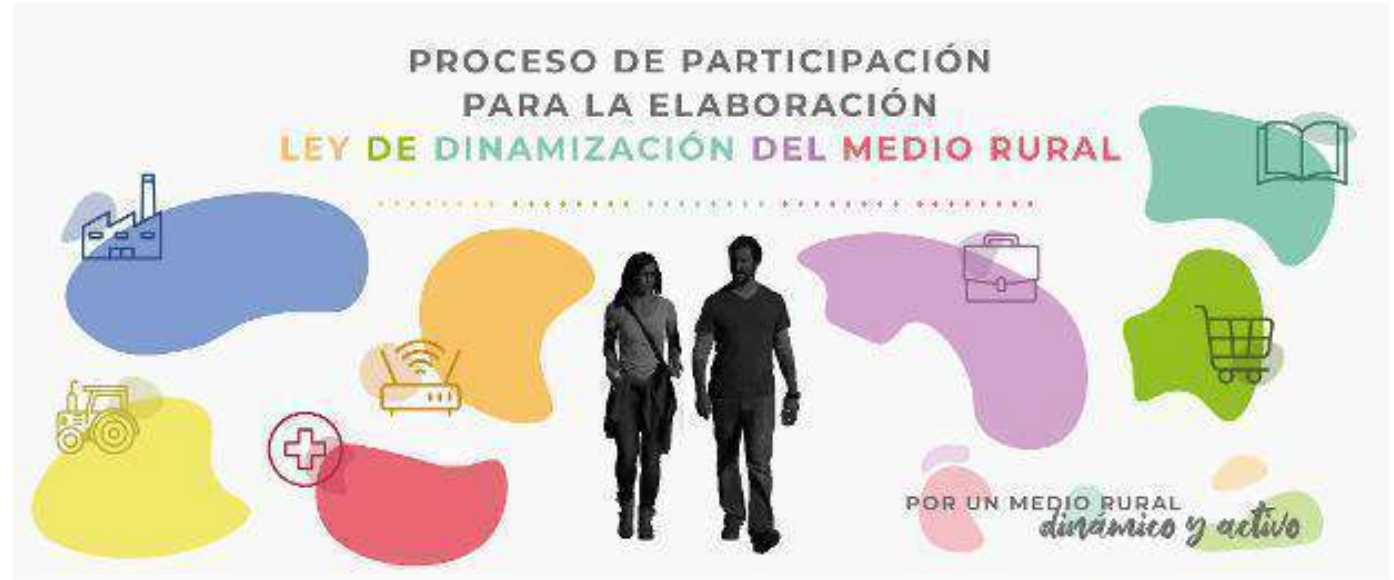 PROCESO DE PARTICIPACIÓN
PARA LA ELABORACIÓN
LEY DE DINAMIZACIÓN DEL MEDIO RURAL
POR UN MEDIO RURAL
dinámico y activo